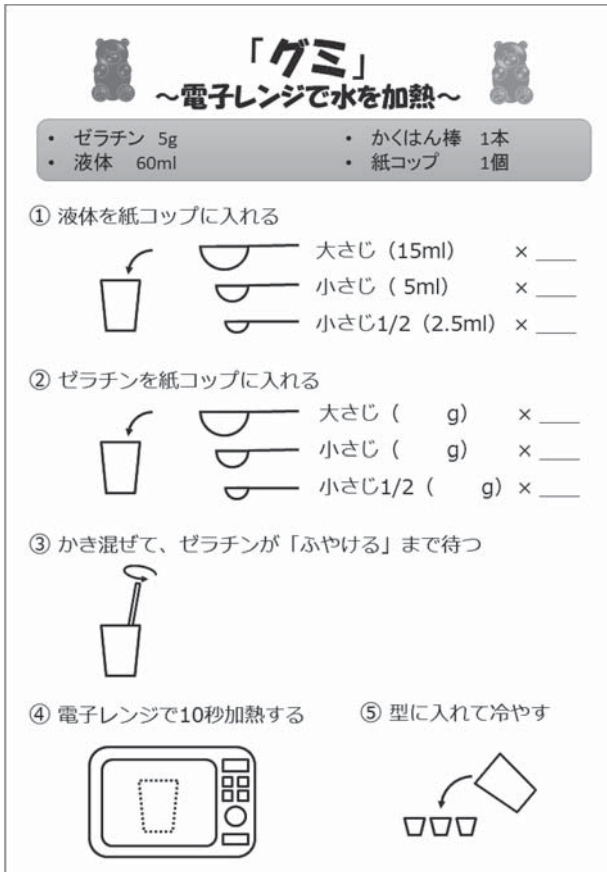 「グミ」
～電子レンジで水を加熱～
・ ゼラチン 5g
・ 液体 60ml
・ かくはん棒 1本
・ 紙コップ 1個
① 液体を紙コップに入れる
大さじ（15ml） × ___
小さじ（ 5ml） × ___
小さじ1/2（2.5ml） × ___
② ゼラチンを紙コップに入れる
大さじ（ g） × ___
小さじ（ g） × ___
小さじ1/2（ g） × ___
③ かき混ぜて、ゼラチンが「ふやける」まで待つ
④ 電子レンジで10秒加熱する
⑤ 型に入れて冷やす